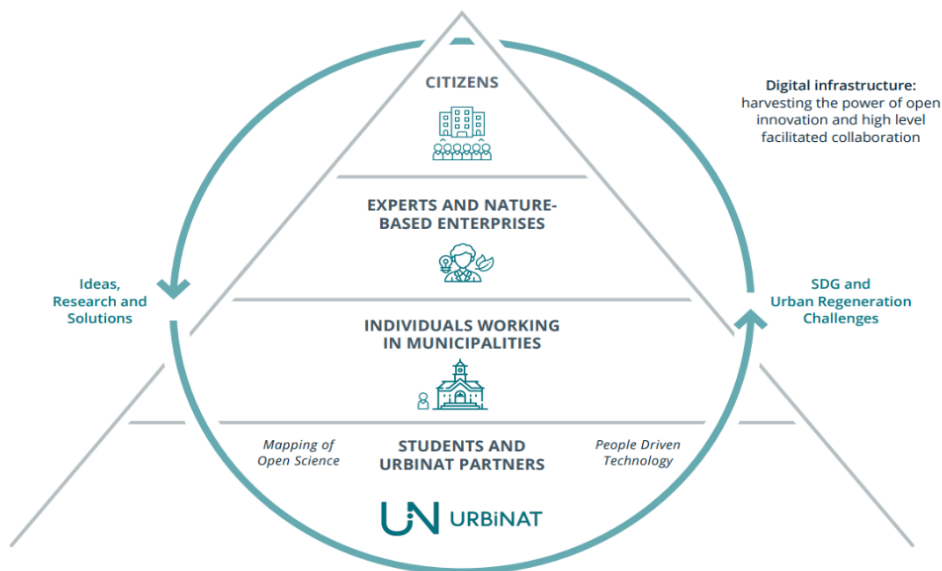 CITIZENS
Digital infrastructure:
harvesting the power of open
innovation and high level
facilitated collaboration
EXPERTS AND NATURE-
BASED ENTERPRISES
Ideas,
Research and
Solutions
SDG and
Urban Regeneration
Challenges
INDIVIDUALS WORKING
IN MUNICIPALITIES
Mapping of
Open Science
STUDENTS AND
URBINAT PARTNERS
People Driven
Technology
UN URBiNAT